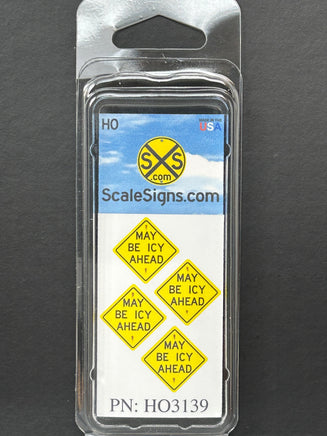 HO
MADE IN THE
USA
S S
.com
ScaleSigns.com
MAY
BE ICY
AHEAD
MAY
BE ICY
AHEAD
MAY
BE ICY
AHEAD
MAY
BE ICY
AHEAD
PN: HO3139